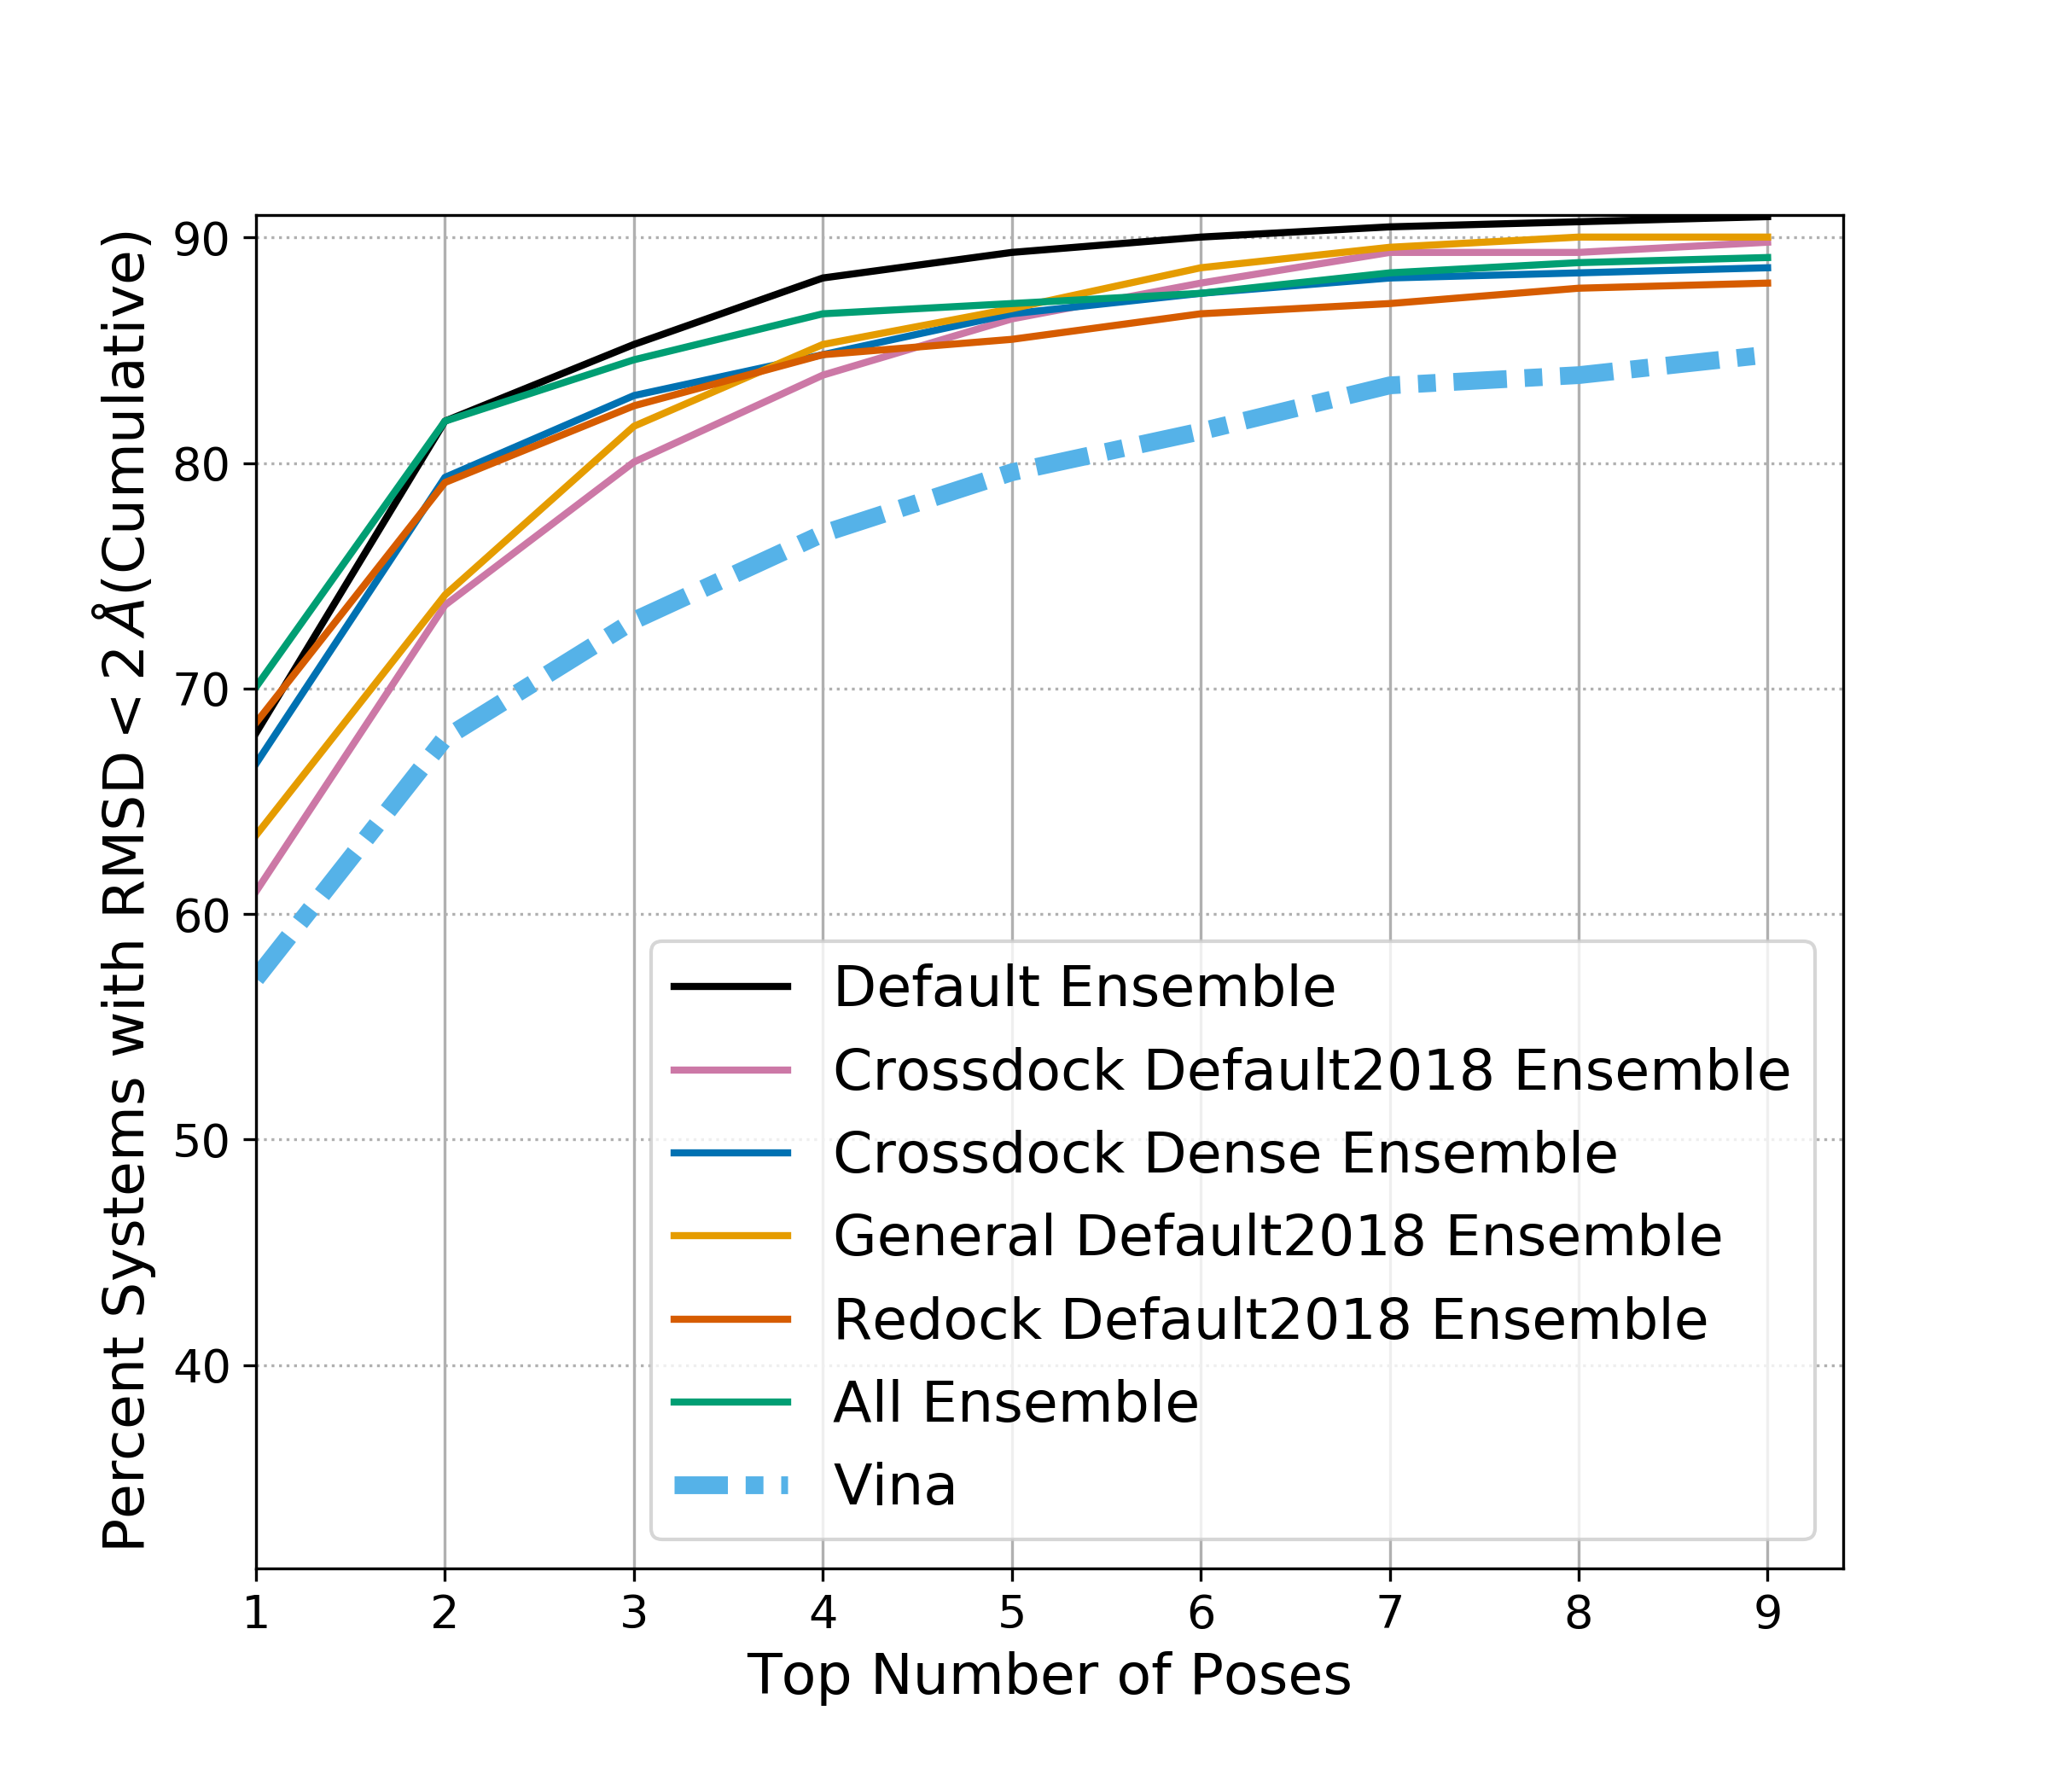 Percent Systems with RMSD < 2 Å(Cumulative)
90
80
70
60
50
40
1 2 3 4 5 6 7 8 9
Top Number of Poses
Default Ensemble
Crossdock Default2018 Ensemble
Crossdock Dense Ensemble
General Default2018 Ensemble
Redock Default2018 Ensemble
All Ensemble
Vina